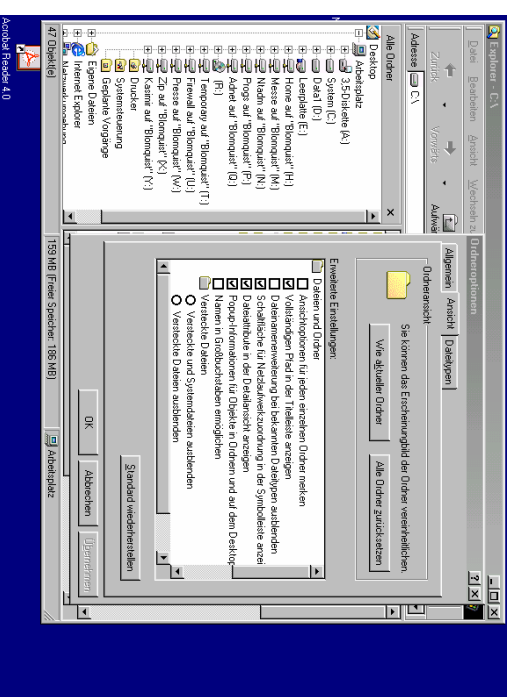 Explorer - C:\
Datei Bearbeiten Ansicht Wechseln zu
Zurück Vorwärts Aufwär
Adresse C:\
Alle Ordner
Desktop
Arbeitsplatz
3,5-Diskette (A:)
System (C:)
Data1 (D:)
Leerplatte (E:)
Home auf "Blomquist" (H:)
Messe auf "Blomquist" (M:)
Ntadm auf "Blomquist" (N:)
Progs auf "Blomquist" (P:)
Adnet auf "Blomquist" (Q:)
(R:)
Temporary auf "Blomquist" (T:)
Firewall auf "Blomquist" (U:)
Presse auf "Blomquist" (W:)
Zip auf "Blomquist" (X:)
Kasimir auf "Blomquist" (Y:)
Drucker
Systemsteuerung
Geplante Vorgänge
Eigene Dateien
Internet Explorer
Netzwerkumgebung
47 Objekt(e)
159 MB (Freier Speicher: 186 MB)
Arbeitsplatz
Ordneroptionen
Allgemein Ansicht Dateitypen
Ordneransicht
Sie können das Erscheinungbild der Ordner vereinheitlichen.
Wie aktueller Ordner
Alle Ordner zurücksetzen
Erweiterte Einstellungen:
Dateien und Ordner
Ansichtoptionen für jeden einzelnen Ordner merken
Vollständigen Pfad in der Titelleiste anzeigen
Dateinamenerweiterung bei bekannten Dateitypen ausblenden
Schaltfläche für Netzlaufwerkzuordnung in der Symbolleiste anzei
Dateiattribute in der Detailansicht anzeigen
Popup-Informationen für Objekte in Ordnern und auf dem Desktop
Namen in Großbuchstaben ermöglichen
Versteckte Dateien
Versteckte und Systemdateien ausblenden
Versteckte Dateien ausblenden
Standard wiederherstellen
OK
Abbrechen
Übernehmen
Acrobat Reader 4.0